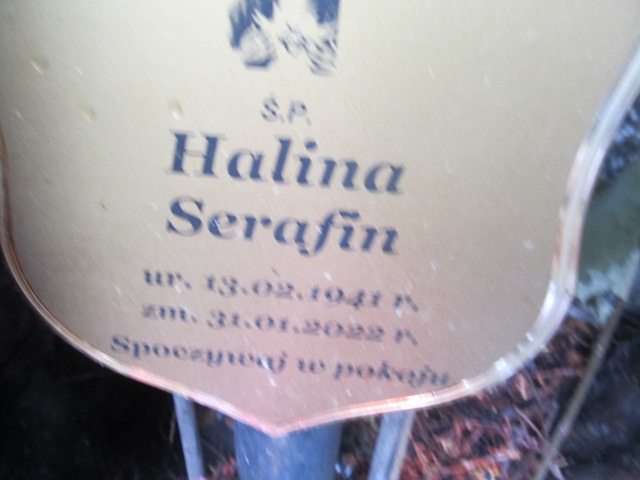 Ś.P.
Halina
Serafin
ur. 13.02.1941 r.
zm. 31.01.2022 r.
Spoczywaj w pokoju